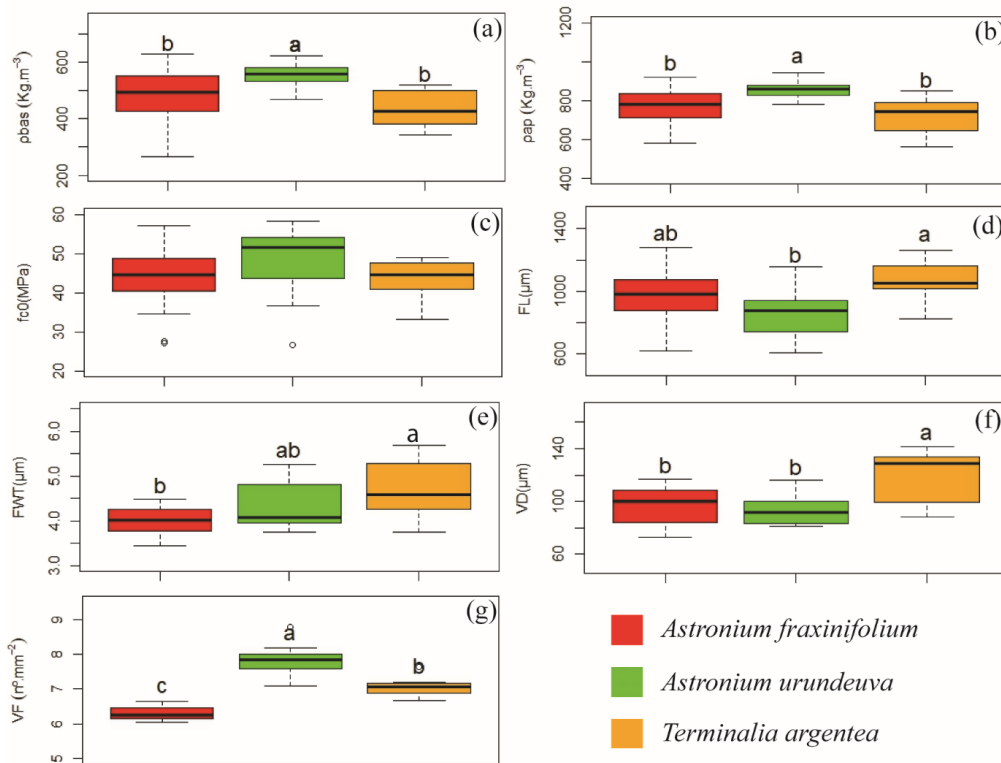 (a)
ρbas (Kg.m⁻³)
200 400 600
b a b
(b)
ρap (Kg.m⁻³)
400 600 800 1000 1200
b a b
(c)
fc0(MPa)
20 30 40 50 60
(d)
FL(µm)
600 1000 1400
ab b a
(e)
FWT(µm)
3.0 4.0 5.0 6.0
b ab a
(f)
VD(µm)
60 100 140
b b a
(g)
VF (nº.mm⁻²)
5 6 7 8 9
c a b
Astronium fraxinifolium
Astronium urundeuva
Terminalia argentea